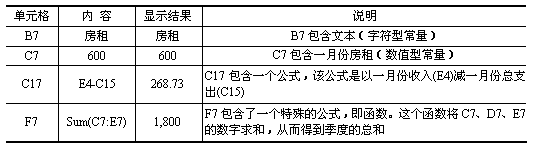 单元格 内 容 显示结果 说明
B7 房租 房租 B7 包含文本（字符型常量）
C7 600 600 C7 包含一月份房租（数值型常量）
C17 E4-C15 268.73 C17 包含一个公式，该公式是以一月份收入(E4)减一月份总支
出(C15)
F7 Sum(C7:E7) 1,800 F7 包含了一个特殊的公式，即函数。这个函数将 C7、D7、E7
的数字求和，从而得到季度的总和